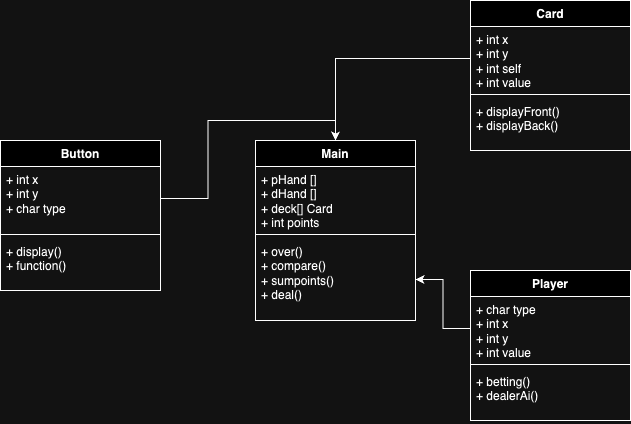 Card
+ int x
+ int y
+ int self
+ int value
+ displayFront()
+ displayBack()
Button
+ int x
+ int y
+ char type
+ display()
+ function()
Main
+ pHand []
+ dHand []
+ deck[] Card
+ int points
+ over()
+ compare()
+ sumpoints()
+ deal()
Player
+ char type
+ int x
+ int y
+ int value
+ betting()
+ dealerAi()